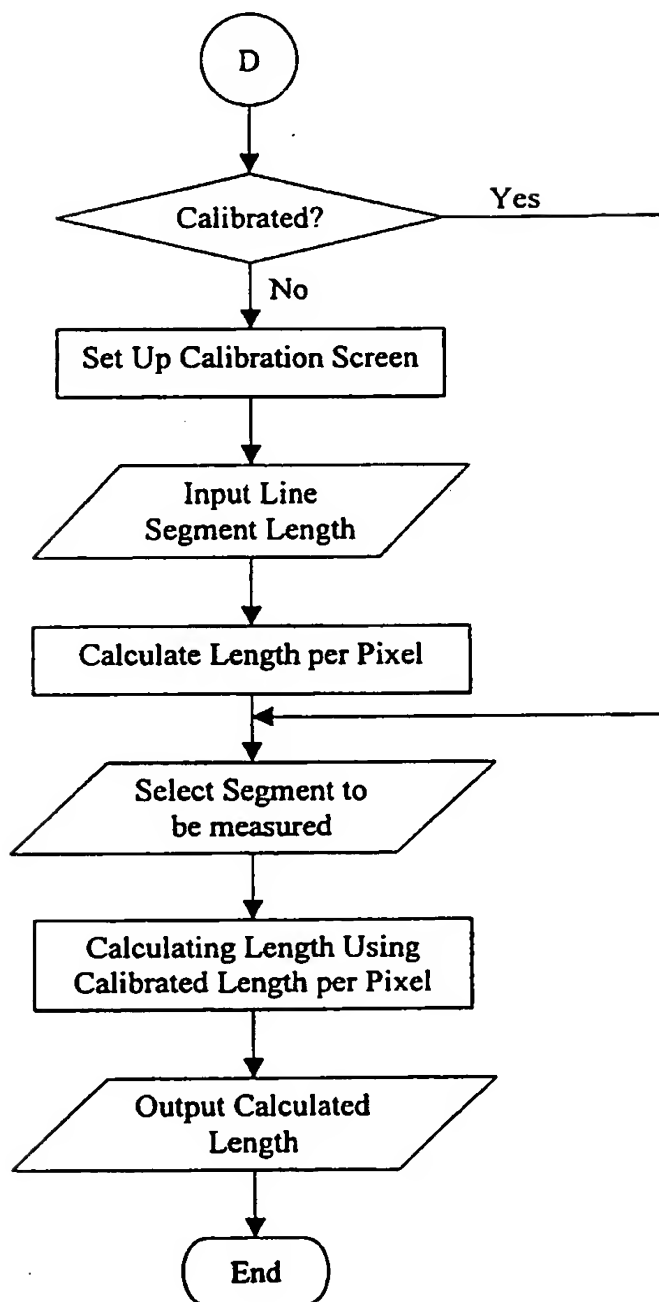 D
Calibrated?
Yes
No
Set Up Calibration Screen
Input Line
Segment Length
Calculate Length per Pixel
Select Segment to
be measured
Calculating Length Using
Calibrated Length per Pixel
Output Calculated
Length
End